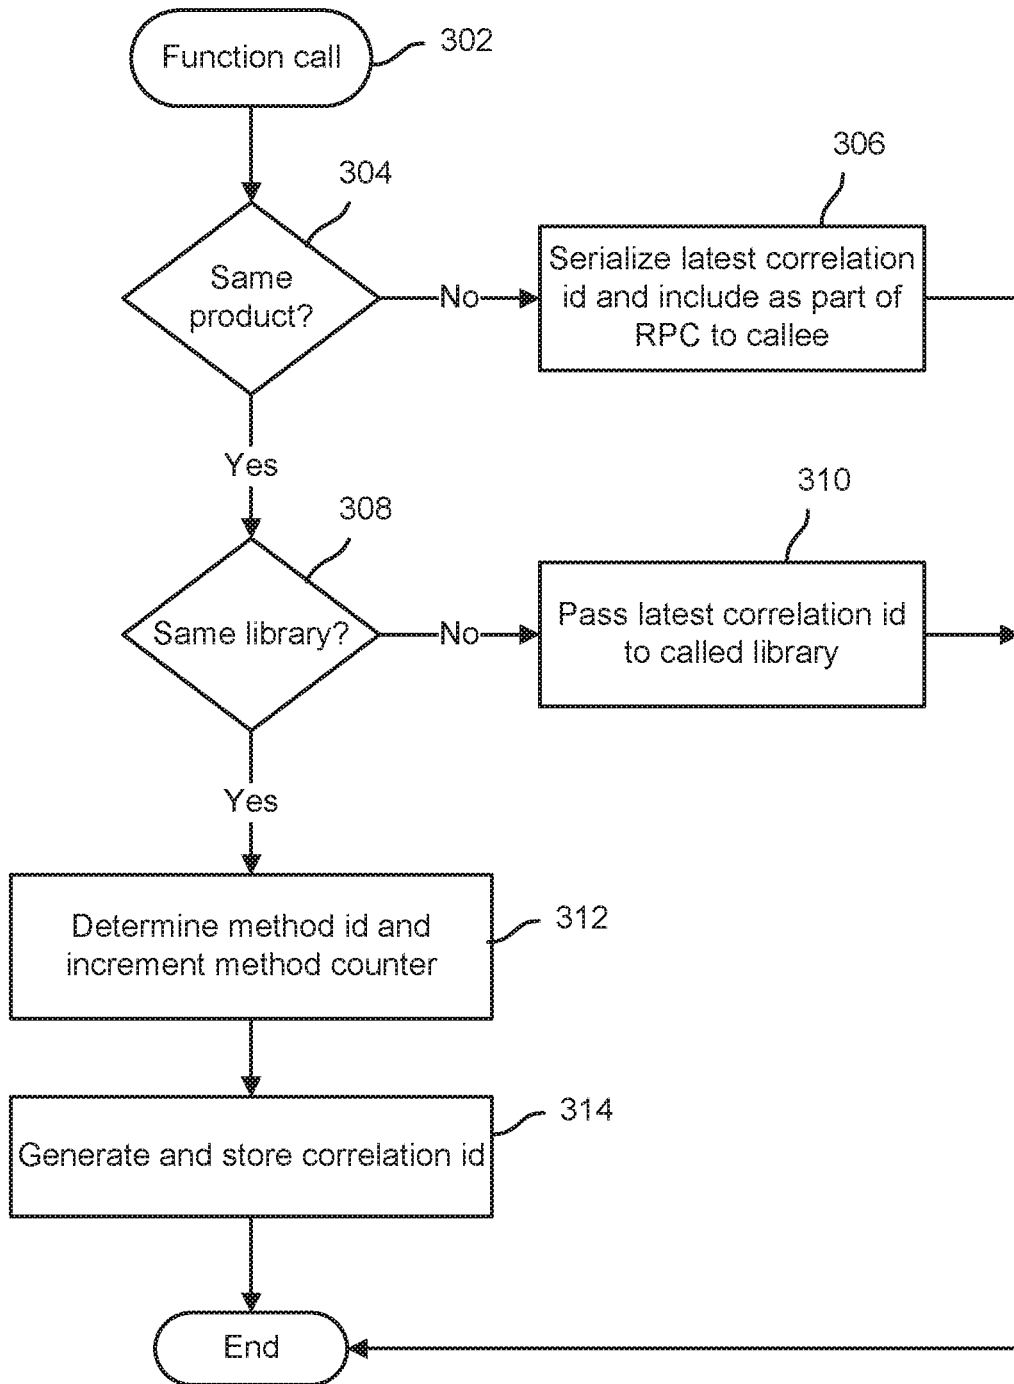 Function call
302
304
Same
product?
No
306
Serialize latest correlation
id and include as part of
RPC to callee
Yes
308
Same library?
No
310
Pass latest correlation id
to called library
Yes
Determine method id and
increment method counter
312
Generate and store correlation id
314
End